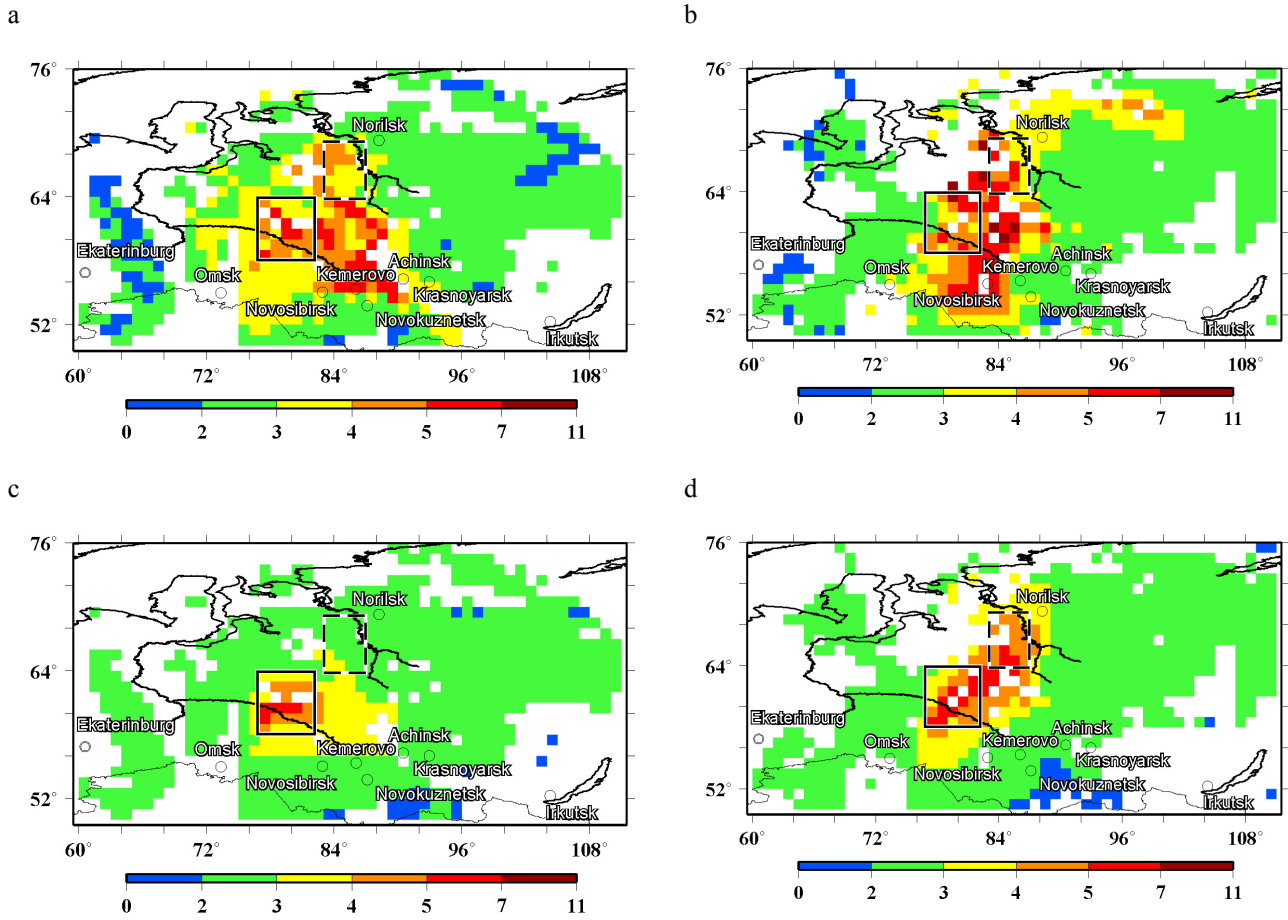 a
76°
64°
52°
Norilsk
Ekaterinburg
Omsk
Kemerovo
Achinsk
Novosibirsk
Krasnoyarsk
Novokuznetsk
Irkutsk
60° 72° 84° 96° 108°
0 2 3 4 5 7 11
b
76°
64°
52°
Norilsk
Ekaterinburg
Omsk
Kemerovo
Achinsk
Novosibirsk
Krasnoyarsk
Novokuznetsk
Irkutsk
60° 72° 84° 96° 108°
0 2 3 4 5 7 11
c
76°
64°
52°
Norilsk
Ekaterinburg
Omsk
Kemerovo
Achinsk
Novosibirsk
Krasnoyarsk
Novokuznetsk
Irkutsk
60° 72° 84° 96° 108°
0 2 3 4 5 7 11
d
76°
64°
52°
Norilsk
Ekaterinburg
Omsk
Kemerovo
Achinsk
Novosibirsk
Krasnoyarsk
Novokuznetsk
Irkutsk
60° 72° 84° 96° 108°
0 2 3 4 5 7 11